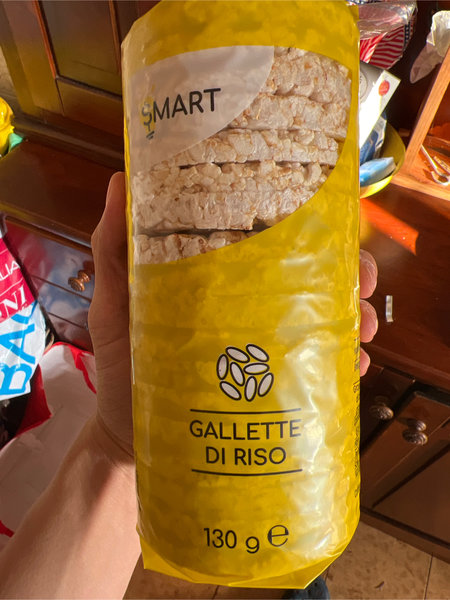 SMART
GALLETTE
DI RISO
130 g ℮